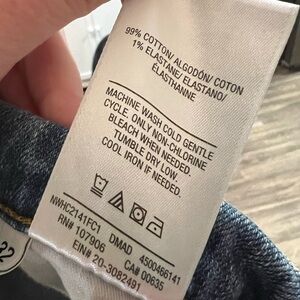 99% COTTON/ ALGODÓN/ COTON
1% ELASTANE/ ELASTANO/
ELASTHANNE
MACHINE WASH COLD GENTLE
CYCLE. ONLY NON-CHLORINE
BLEACH WHEN NEEDED.
TUMBLE DRY LOW.
COOL IRON IF NEEDED.
NWHC2141FC1 DMAD 4500466141
RN# 107906 CA# 00635
EIN# 20-3082491